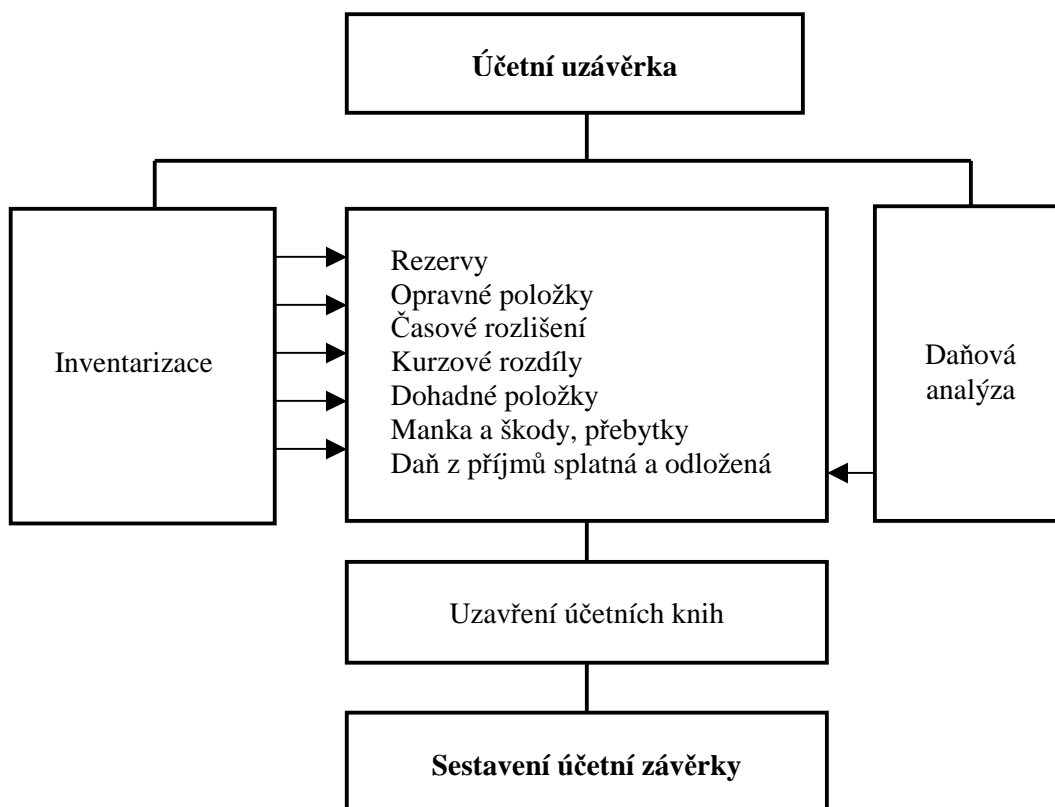 Účetní uzávěrka
Inventarizace
Rezervy
Opravné položky
Časové rozlišení
Kurzové rozdíly
Dohadné položky
Manka a škody, přebytky
Daň z příjmů splatná a odložená
Daňová
analýza
Uzavření účetních knih
Sestavení účetní závěrky